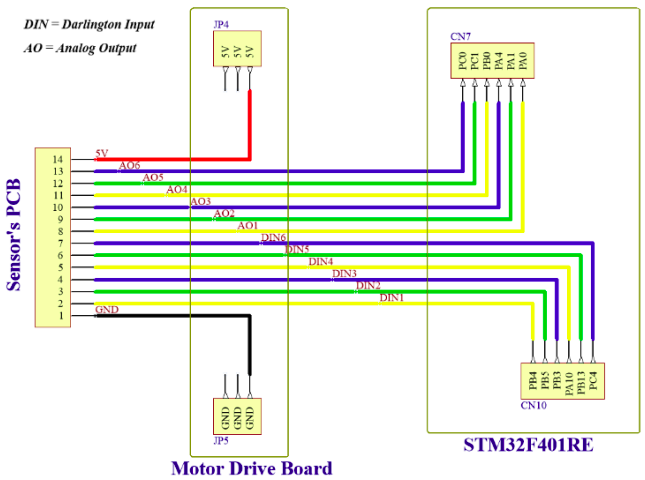 DIN = Darlington Input
AO = Analog Output
JP4
5V
5V
5V
CN7
PC0
PC1
PB0
PA4
PA1
PA0
Sensor's PCB
14
13
12
11
10
9
8
7
6
5
4
3
2
1
5V
AO6
AO5
AO4
AO3
AO2
AO1
DIN6
DIN5
DIN4
DIN3
DIN2
DIN1
GND
GND
GND
GND
JP5
PB4
PB5
PB3
PA10
PB13
PC4
CN10
Motor Drive Board
STM32F401RE